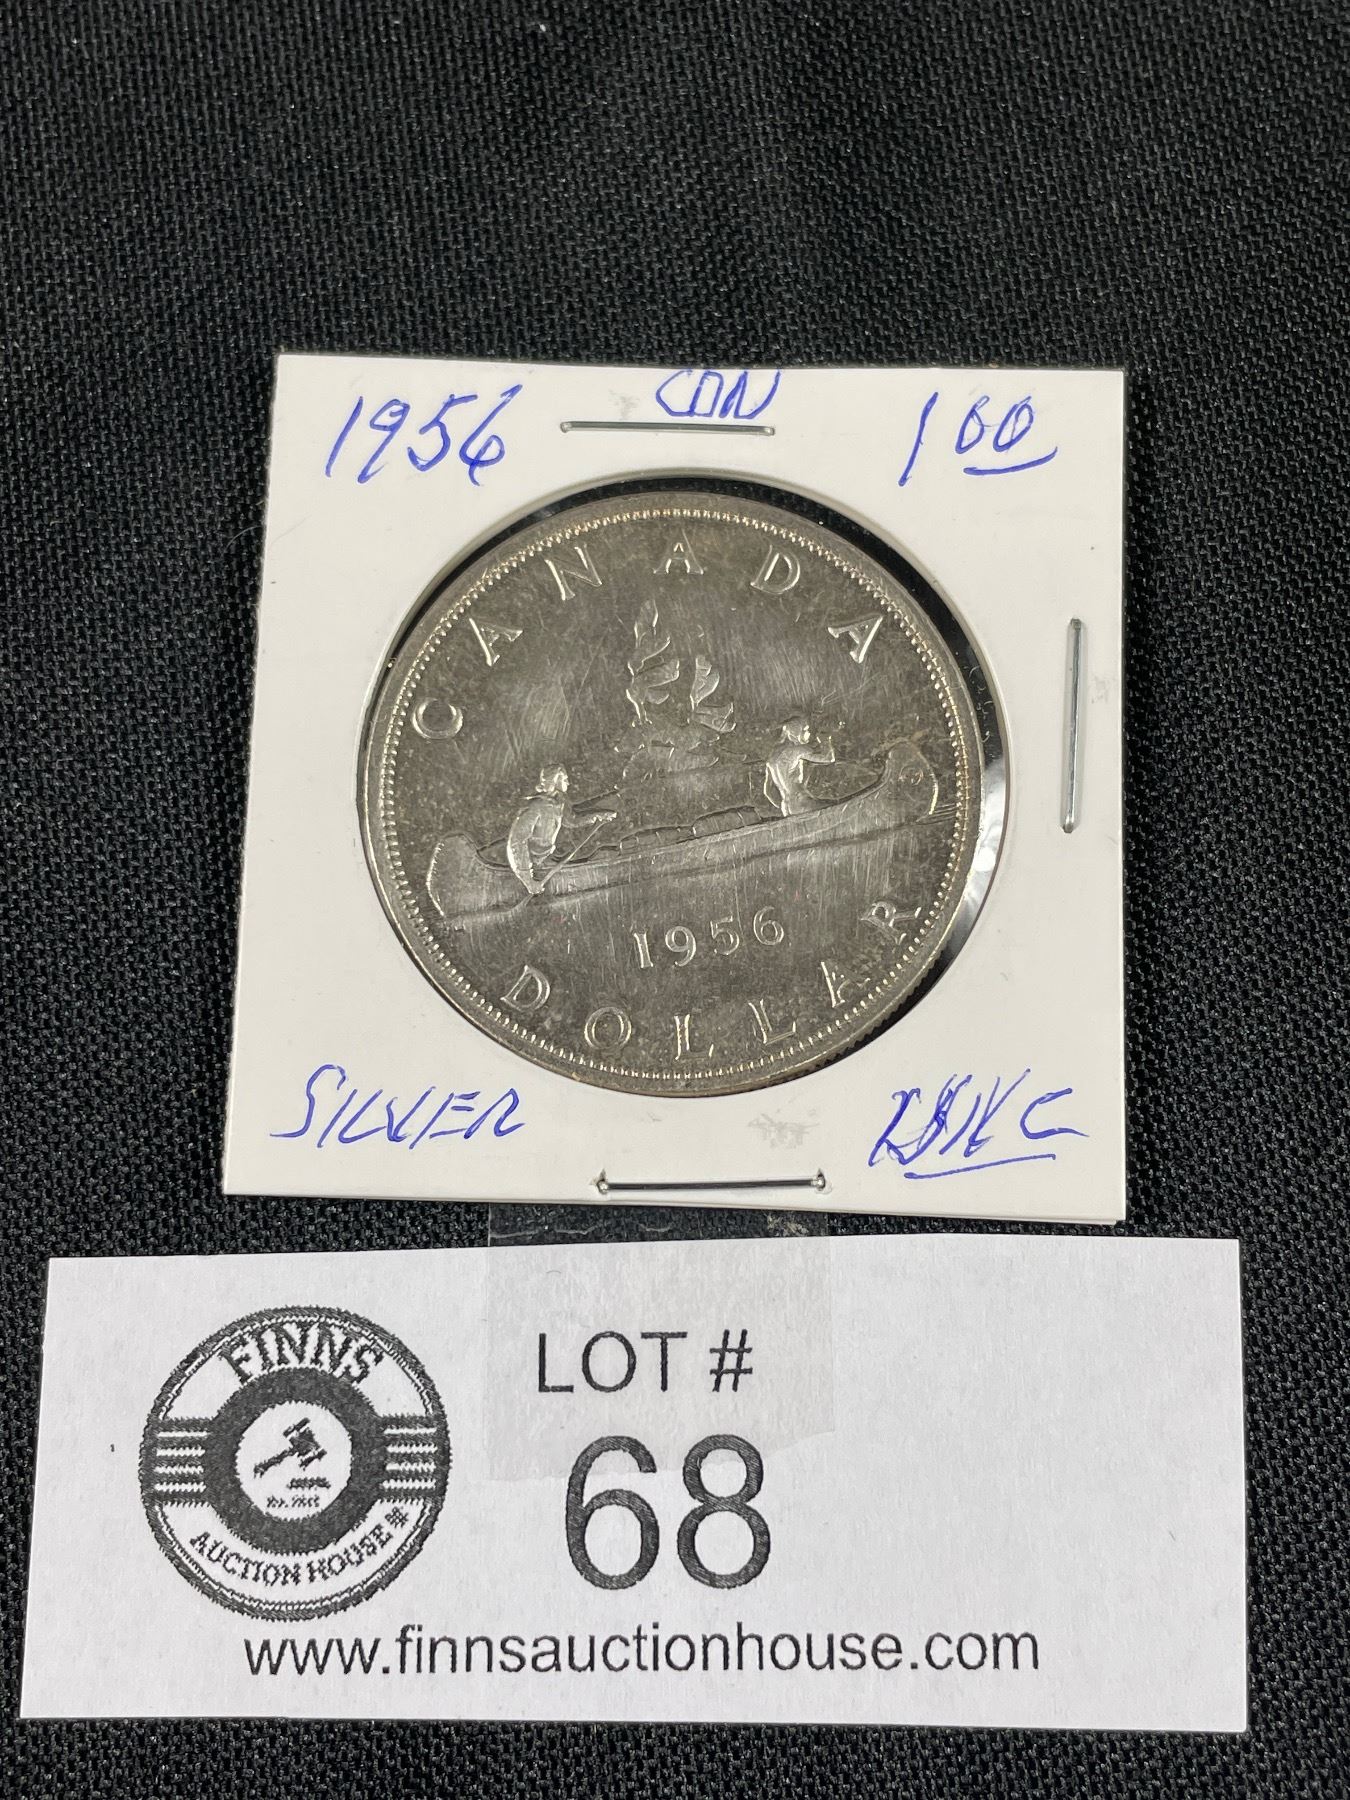 1956 CDN 1 00
CANADA
1956
DOLLAR
SILVER
FINNS
AUCTION HOUSE
LOT #
68
www.finnsauctionhouse.com